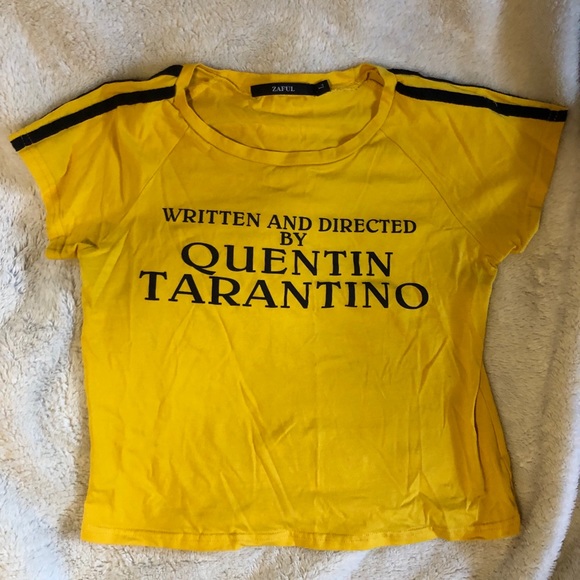 ZAFUL
L
WRITTEN AND DIRECTED
BY
QUENTIN
TARANTINO